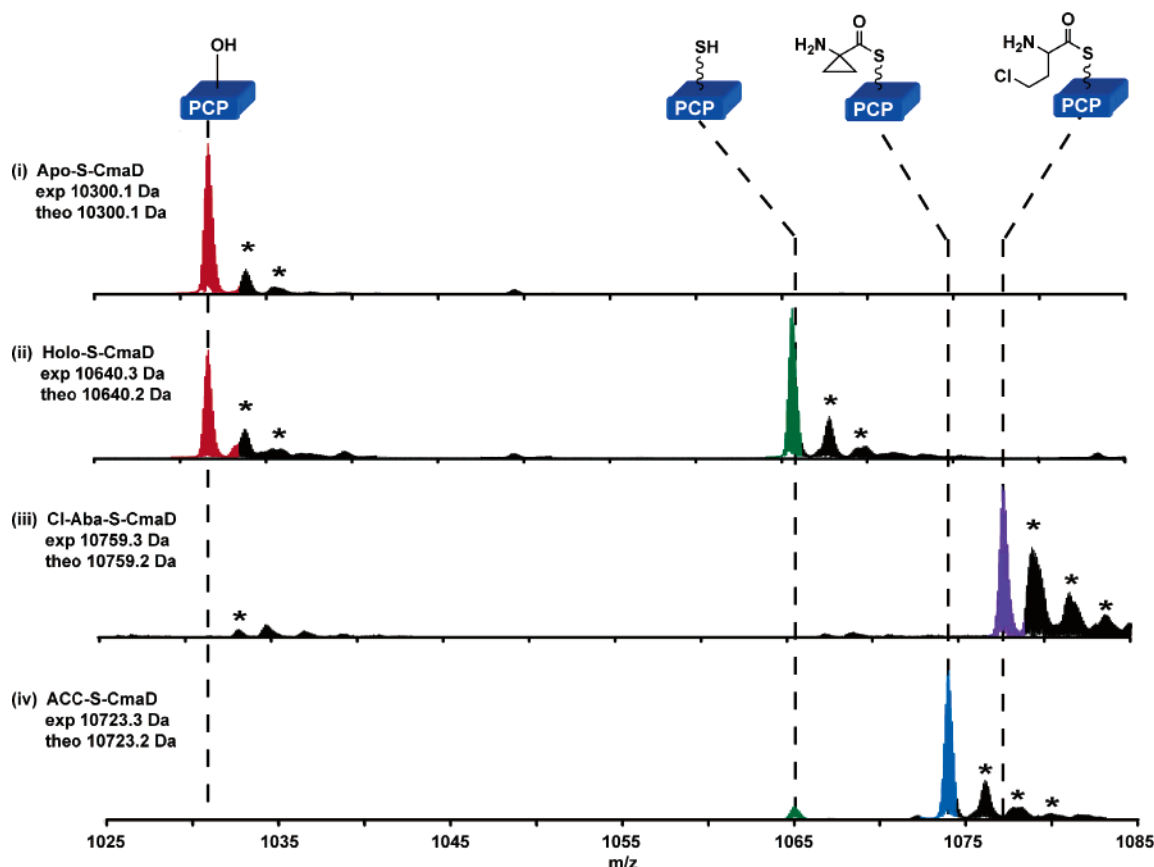 OH
PCP
SH
PCP
H₂N
O
S
PCP
H₂N
O
S
Cl
PCP
(i) Apo-S-CmaD
exp 10300.1 Da
theo 10300.1 Da
* *
(ii) Holo-S-CmaD
exp 10640.3 Da
theo 10640.2 Da
* * * *
(iii) Cl-Aba-S-CmaD
exp 10759.3 Da
theo 10759.2 Da
* * * *
(iv) ACC-S-CmaD
exp 10723.3 Da
theo 10723.2 Da
* * *
1025 1035 1045 1055 1065 1075 1085
m/z